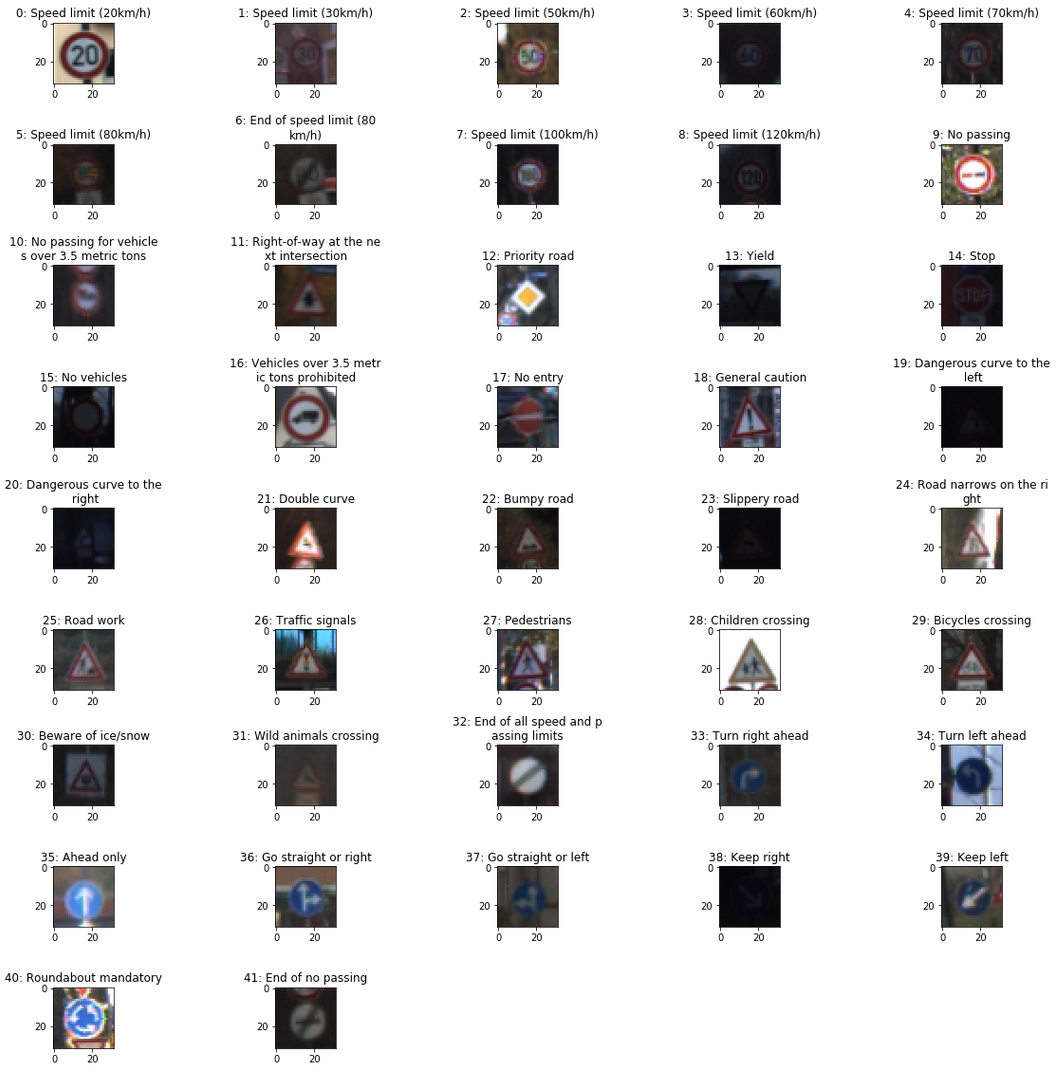 0: Speed limit (20km/h)
0
20
20
0 20
1: Speed limit (30km/h)
0
30
20
0 20
2: Speed limit (50km/h)
0
50
20
0 20
3: Speed limit (60km/h)
0
60
20
0 20
4: Speed limit (70km/h)
0
70
20
0 20
5: Speed limit (80km/h)
0
20
0 20
6: End of speed limit (80
km/h)
0
20
0 20
7: Speed limit (100km/h)
0
20
0 20
8: Speed limit (120km/h)
0
120
20
0 20
9: No passing
0
20
0 20
10: No passing for vehicle
s over 3.5 metric tons
0
20
0 20
11: Right-of-way at the ne
xt intersection
0
20
0 20
12: Priority road
0
20
0 20
13: Yield
0
20
0 20
14: Stop
0
STOP
20
0 20
15: No vehicles
0
20
0 20
16: Vehicles over 3.5 metr
ic tons prohibited
0
20
0 20
17: No entry
0
20
0 20
18: General caution
0
20
0 20
19: Dangerous curve to the
left
0
20
0 20
20: Dangerous curve to the
right
0
20
0 20
21: Double curve
0
20
0 20
22: Bumpy road
0
20
0 20
23: Slippery road
0
20
0 20
24: Road narrows on the ri
ght
0
20
0 20
25: Road work
0
20
0 20
26: Traffic signals
0
20
0 20
27: Pedestrians
0
20
0 20
28: Children crossing
0
20
0 20
29: Bicycles crossing
0
20
0 20
30: Beware of ice/snow
0
20
0 20
31: Wild animals crossing
0
20
0 20
32: End of all speed and p
assing limits
0
20
0 20
33: Turn right ahead
0
20
0 20
34: Turn left ahead
0
20
0 20
35: Ahead only
0
20
0 20
36: Go straight or right
0
20
0 20
37: Go straight or left
0
20
0 20
38: Keep right
0
20
0 20
39: Keep left
0
20
0 20
40: Roundabout mandatory
0
20
0 20
41: End of no passing
0
20
0 20